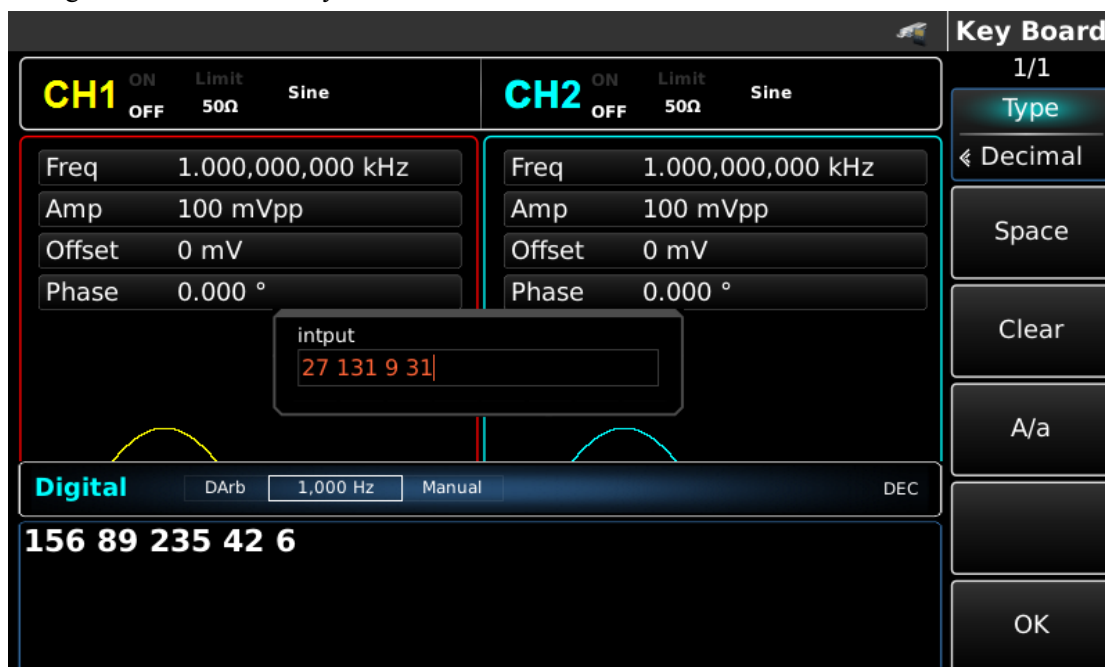 Key Board
1/1
CH1 ON OFF Limit 50Ω Sine
CH2 ON OFF Limit 50Ω Sine
Type
Decimal
Freq 1.000,000,000 kHz
Amp 100 mVpp
Offset 0 mV
Phase 0.000 °
Freq 1.000,000,000 kHz
Amp 100 mVpp
Offset 0 mV
Phase 0.000 °
Space
Clear
A/a
intput
27 131 9 31
Digital DArb 1,000 Hz Manual DEC
156 89 235 42 6
OK